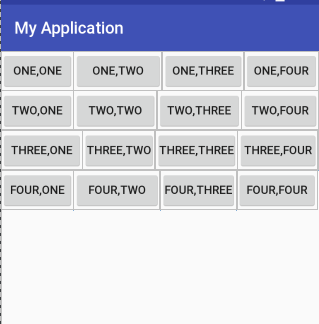 My Application
ONE,ONE ONE,TWO ONE,THREE ONE,FOUR
TWO,ONE TWO,TWO TWO,THREE TWO,FOUR
THREE,ONE THREE,TWO THREE,THREE THREE,FOUR
FOUR,ONE FOUR,TWO FOUR,THREE FOUR,FOUR